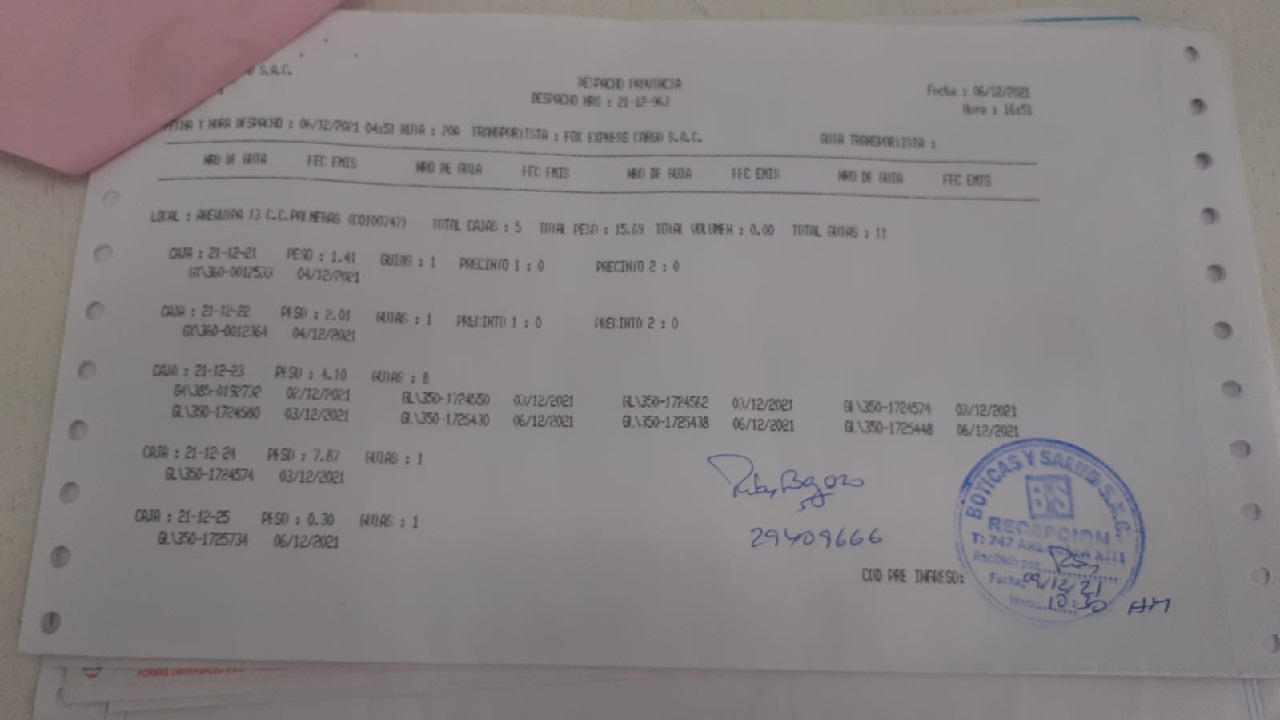 S.A.C.
DESPACHO PROVINCIA
Fecha : 06/12/2021
DESPACHO NRO : 21-12-961
Hora : 16:51
FECHA Y HORA DESPACHO : 06/12/2021 04:51 RUTA : 20A TRANSPORTISTA : FOX EXPRESS CARGO S.A.C. GUIA TRANSPORTISTA :
NRO DE GUIA FEC EMIS NRO DE GUIA FEC EMIS NRO DE GUIA FEC EMIS NRO DE GUIA FEC EMIS
LOCAL : AREQUIPA 13 C.C.PALMERAS (CO100747) TOTAL CAJAS : 5 TOTAL PESO : 15.69 TOTAL VOLUMEN : 0.00 TOTAL GUIAS : 11
CAJA : 21-12-21 PESO : 1.41 GUIAS : 1 PRECINTO 1 : 0 PRECINTO 2 : 0
04/12/2021
CAJA : 21-12-22 PESO : 2.01 GUIAS : 1 PRECINTO 1 : 0 PRECINTO 2 : 0
04/12/2021
CAJA : 21-12-23 PESO : 4.10 GUIAS : 8
02/12/2021 GL\350-1724550 03/12/2021 GL\350-1724562 03/12/2021 GL\350-1724574 03/12/2021
GL\350-1724580 03/12/2021 GL\350-1725430 06/12/2021 GL\350-1725438 06/12/2021 GL\350-1725448 06/12/2021
CAJA : 21-12-24 PESO : 7.87 GUIAS : 1
GL\350-1724574 03/12/2021
CAJA : 21-12-25 PESO : 0.30 GUIAS : 1
GL\350-1725734 06/12/2021
29409666
COD PRE INGRESO:
BOTICAS Y SALUD S.A.C.
BS
RECEPCION
T: 747 AREQUIPA XIII
Recibido por
Fecha: 09/12/21
Hora: 10:30 AM